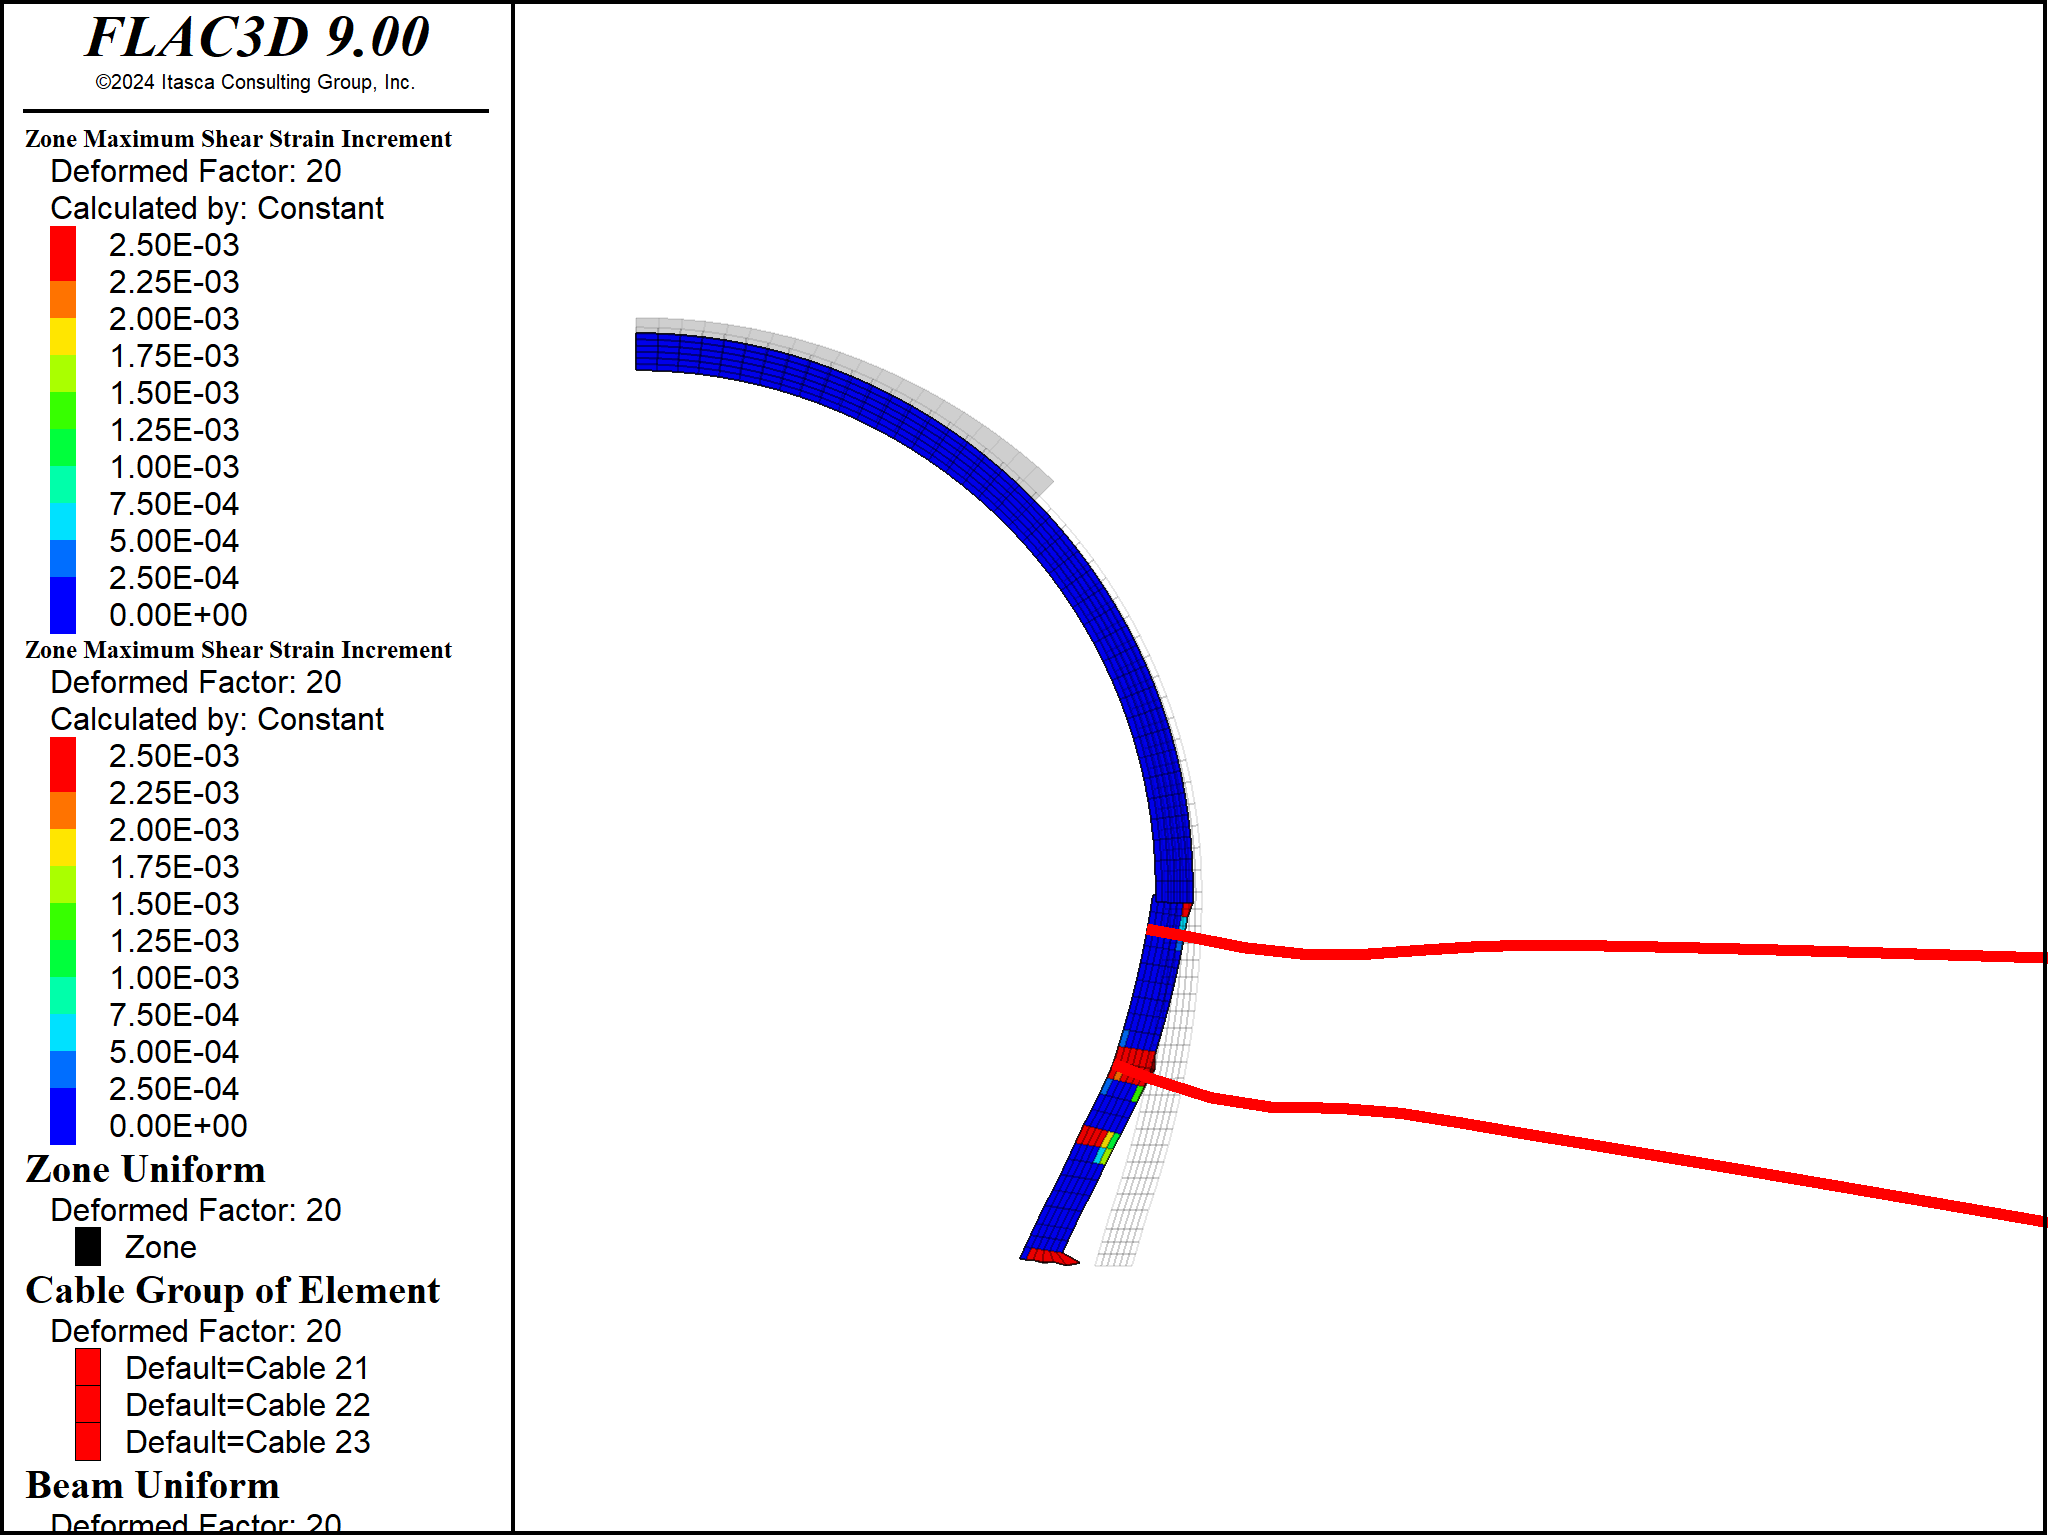 FLAC3D 9.00
©2024 Itasca Consulting Group, Inc.
Zone Maximum Shear Strain Increment
Deformed Factor: 20
Calculated by: Constant
2.50E-03
2.25E-03
2.00E-03
1.75E-03
1.50E-03
1.25E-03
1.00E-03
7.50E-04
5.00E-04
2.50E-04
0.00E+00
Zone Maximum Shear Strain Increment
Deformed Factor: 20
Calculated by: Constant
2.50E-03
2.25E-03
2.00E-03
1.75E-03
1.50E-03
1.25E-03
1.00E-03
7.50E-04
5.00E-04
2.50E-04
0.00E+00
Zone Uniform
Deformed Factor: 20
Zone
Cable Group of Element
Deformed Factor: 20
Default=Cable 21
Default=Cable 22
Default=Cable 23
Beam Uniform
Deformed Factor: 20